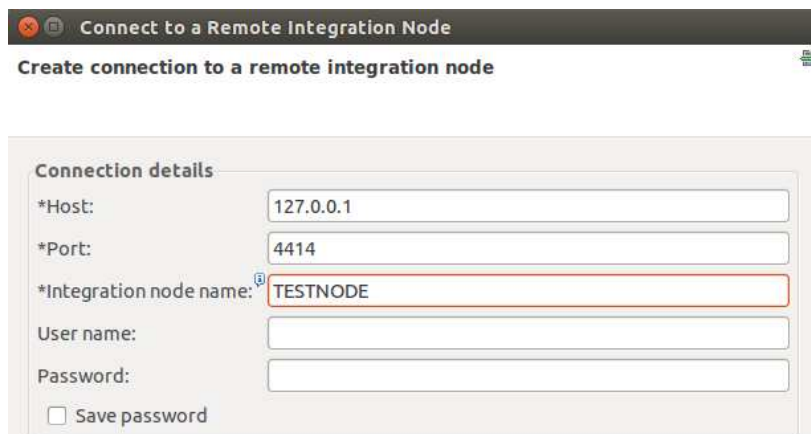 Connect to a Remote Integration Node
Create connection to a remote integration node
Connection details
*Host: 127.0.0.1
*Port: 4414
*Integration node name: TESTNODE
User name:
Password:
Save password